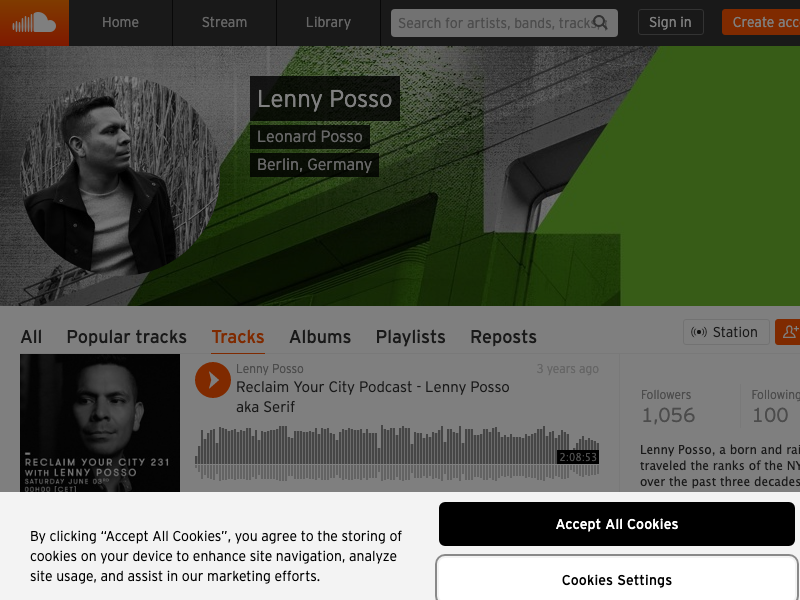 Home
Stream
Library
Search for artists, bands, tracks
Sign in
Create acc
Lenny Posso
Leonard Posso
Berlin, Germany
All
Popular tracks
Tracks
Albums
Playlists
Reposts
Station
RECLAIM YOUR CITY 231
WITH LENNY POSSO
SATURDAY JUNE 03RD
00H00 [CET]
Lenny Posso
3 years ago
Reclaim Your City Podcast - Lenny Posso
aka Serif
2:08:53
Followers
1,056
Following
100
Lenny Posso, a born and rai
traveled the ranks of the NY
over the past three decades
By clicking “Accept All Cookies”, you agree to the storing of
cookies on your device to enhance site navigation, analyze
site usage, and assist in our marketing efforts.
Accept All Cookies
Cookies Settings